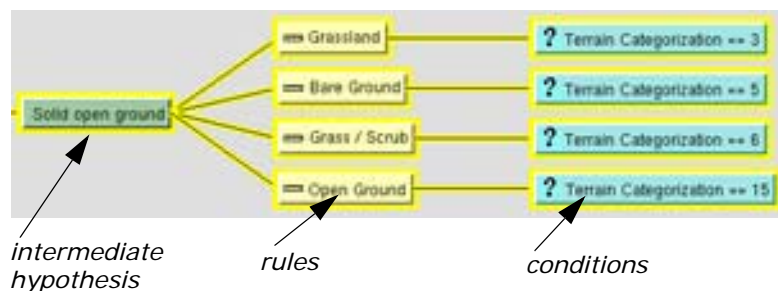 Grassland
? Terrain Categorization == 3
Bare Ground
? Terrain Categorization == 5
Solid open ground
Grass / Scrub
? Terrain Categorization == 6
Open Ground
? Terrain Categorization == 15
intermediate
hypothesis
rules
conditions